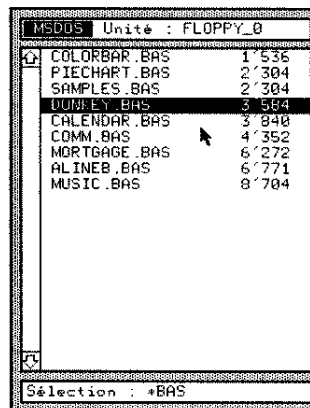 MSDOS Unité : FLOPPY_0
COLORBAR.BAS 1'536
PIECHART.BAS 2'304
SAMPLES.BAS 2'304
DONKEY.BAS 3'584
CALENDAR.BAS 3'840
COMM.BAS 4'352
MORTGAGE.BAS 6'272
ALINEB.BAS 6'771
MUSIC.BAS 8'704
Sélection : *BAS